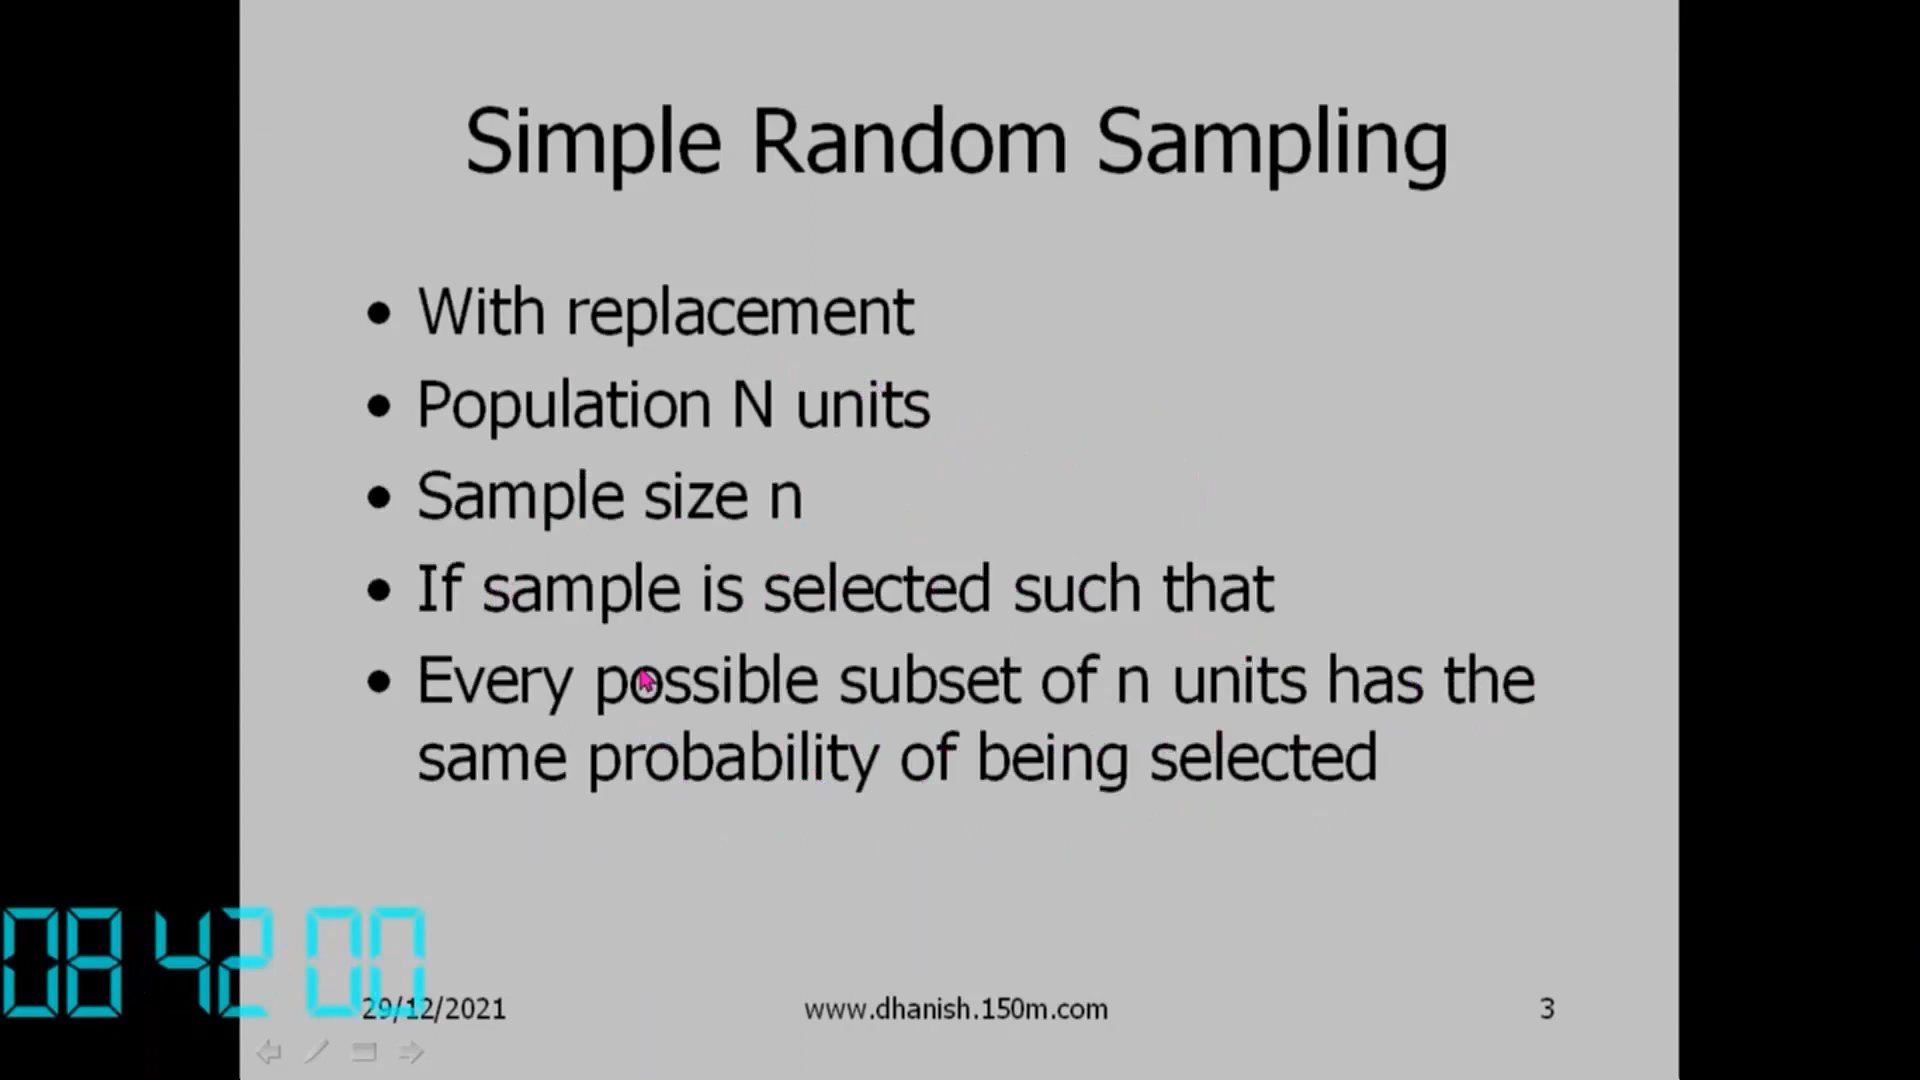 Simple Random Sampling
• With replacement
• Population N units
• Sample size n
• If sample is selected such that
• Every possible subset of n units has the
same probability of being selected
08 42 00
29/12/2021 www.dhanish.150m.com 3